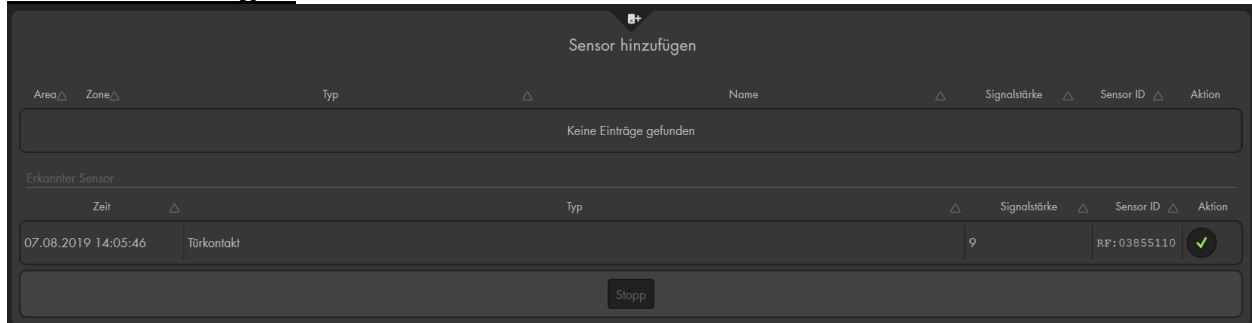 Sensor hinzufügen
Area Zone Typ Name Signalstärke Sensor ID Aktion
Keine Einträge gefunden
Erkannter Sensor
Zeit Typ Signalstärke Sensor ID Aktion
07.08.2019 14:05:46 Türkontakt 9 RF:03855110
Stopp